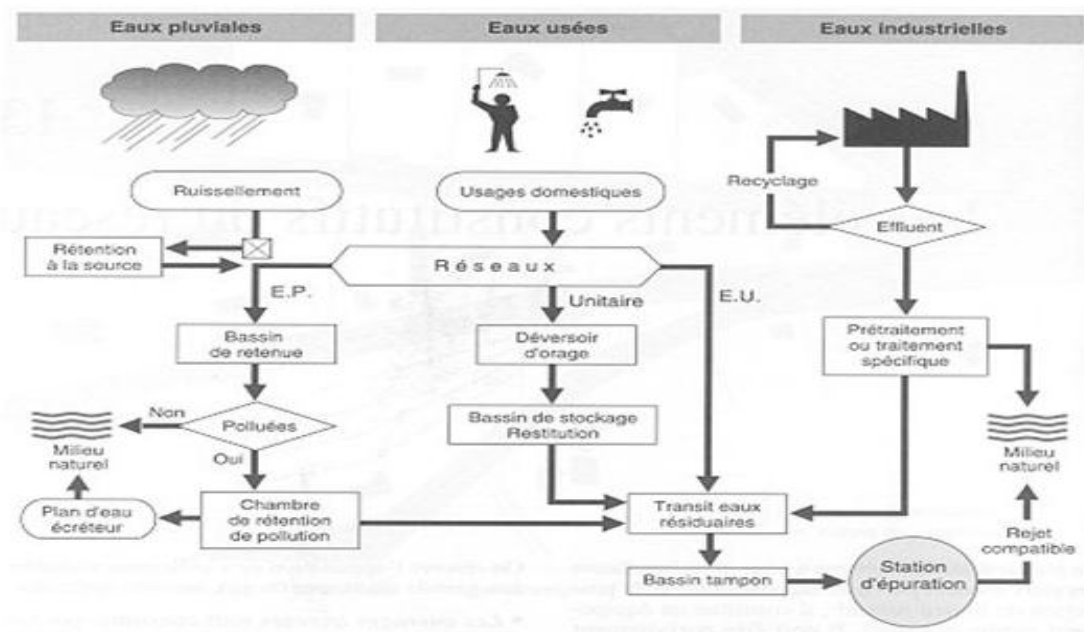 Eaux pluviales
Eaux usées
Eaux industrielles
Ruissellement
Usages domestiques
Recyclage
Effluent
Rétention
à la source
Réseaux
E.P.
Unitaire
E.U.
Bassin
de retenue
Déversoir
d'orage
Prétraitement
ou traitement
spécifique
Non
Polluées
Oui
Bassin de stockage
Restitution
Milieu
naturel
Milieu
naturel
Plan d'eau
écrêteur
Chambre
de rétention
de pollution
Transit eaux
résiduaires
Rejet
compatible
Bassin tampon
Station
d'épuration